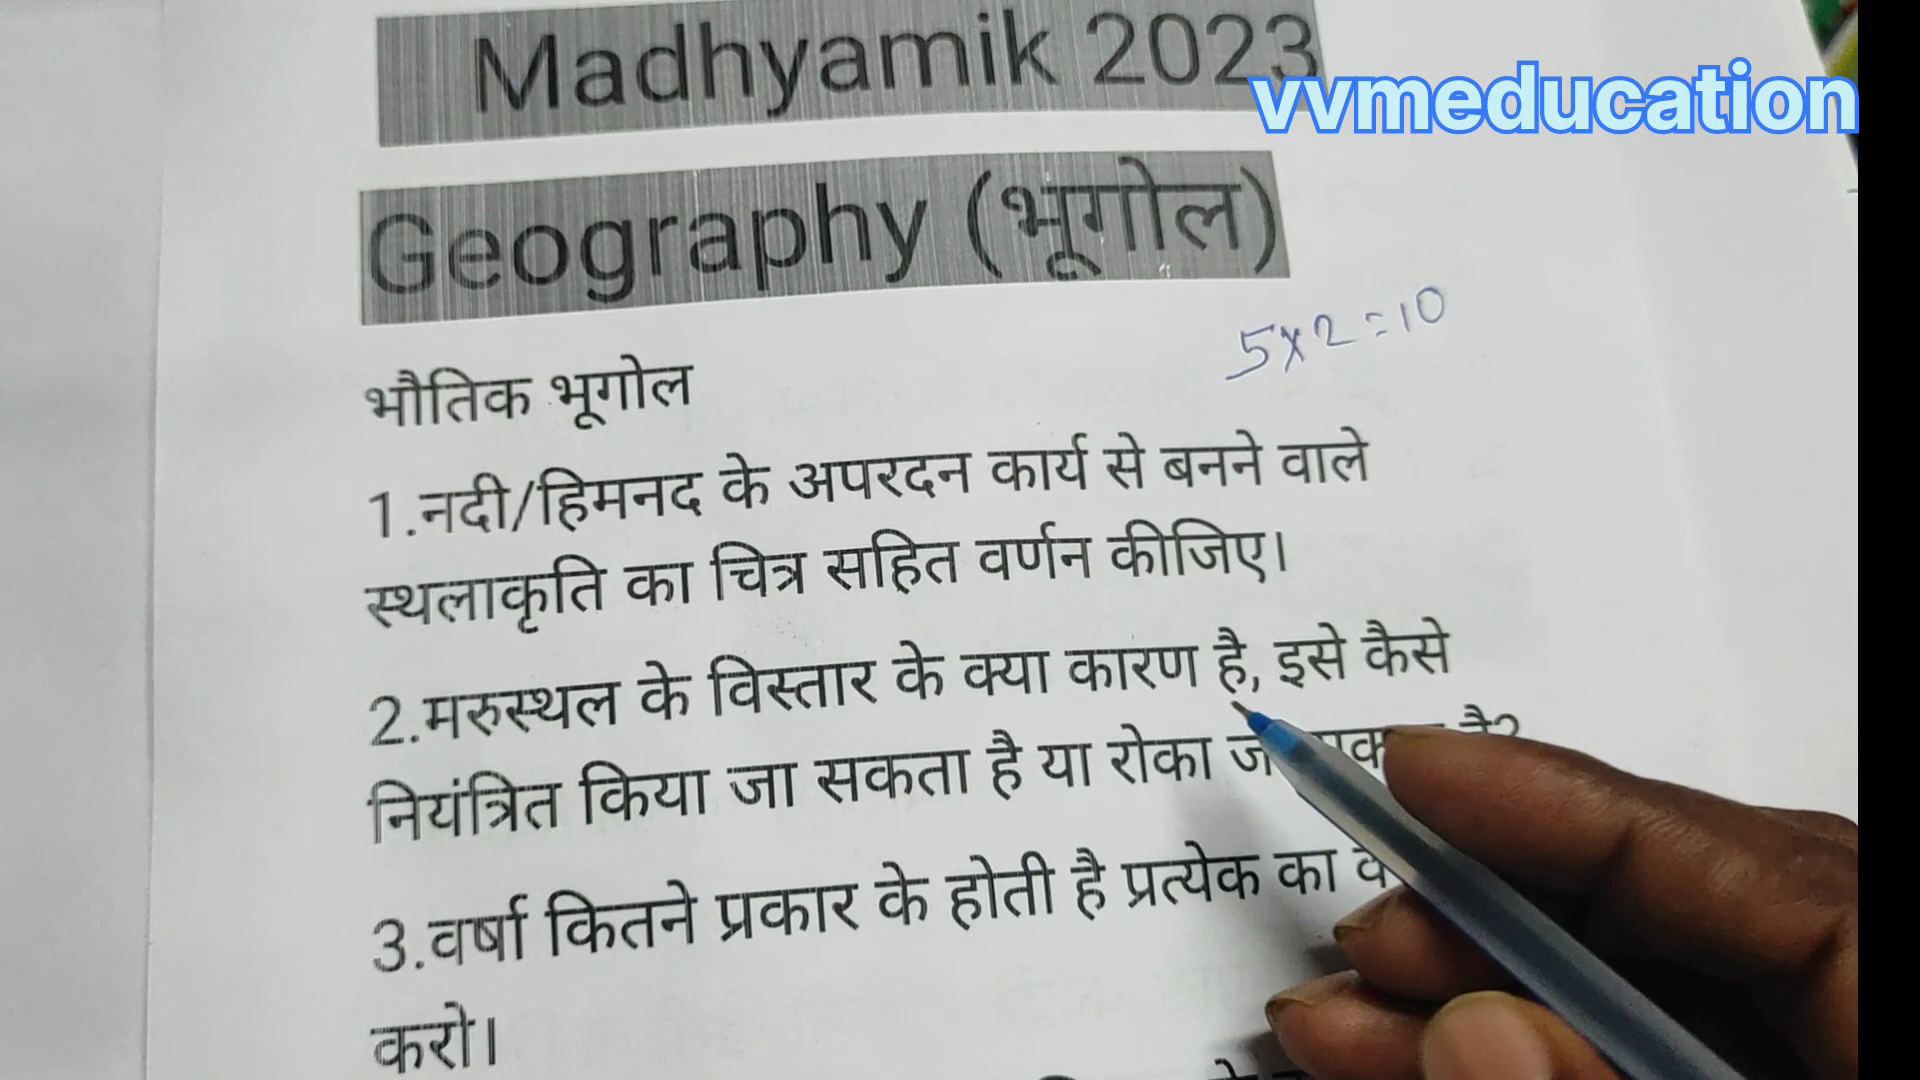 Madhyamik 2023
vvmeducation
Geography (भूगोल)
5x2=10
भौतिक भूगोल
1.नदी/हिमनद के अपरदन कार्य से बनने वाले
स्थलाकृति का चित्र सहित वर्णन कीजिए।
2.मरुस्थल के विस्तार के क्या कारण है, इसे कैसे
नियंत्रित किया जा सकता है या रोका है?
3.वर्षा कितने प्रकार के होती है प्रत्येक का
करो।